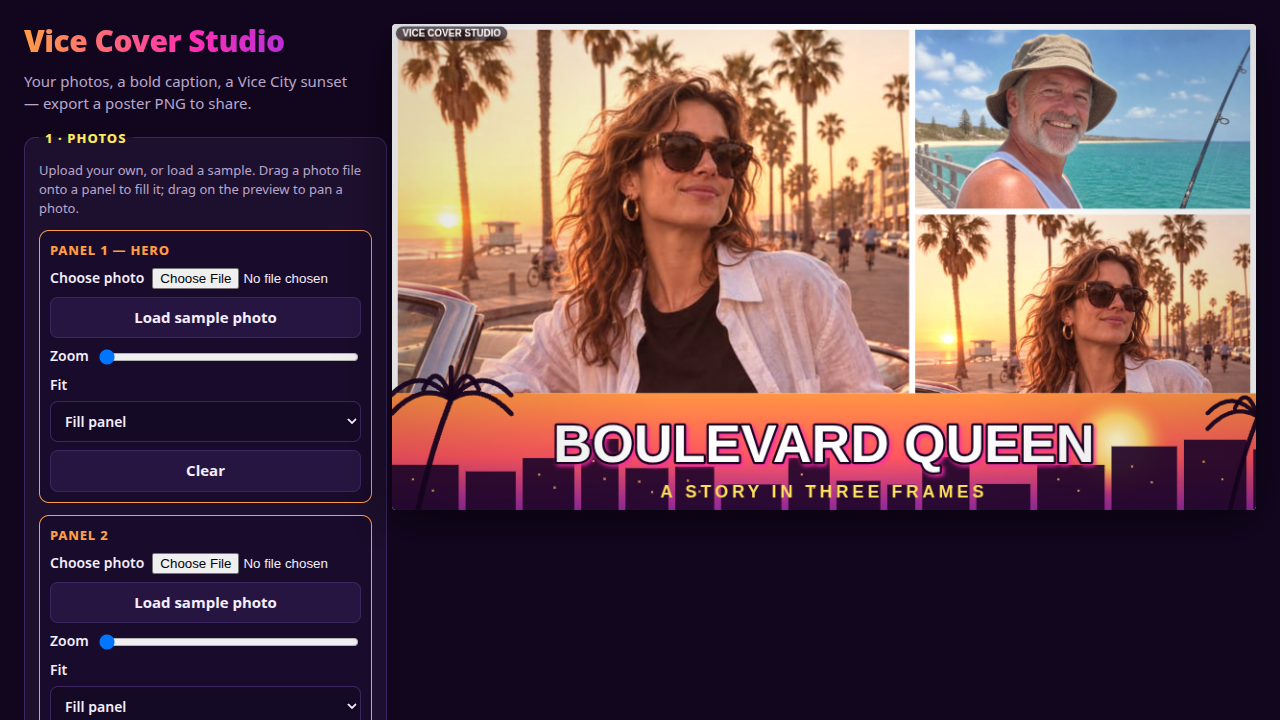 Vice Cover Studio
Your photos, a bold caption, a Vice City sunset
— export a poster PNG to share.
1 · PHOTOS
Upload your own, or load a sample. Drag a photo file
onto a panel to fill it; drag on the preview to pan a
photo.
PANEL 1 — HERO
Choose photo Choose File No file chosen
Load sample photo
Zoom
Fit
Fill panel
Clear
PANEL 2
Choose photo Choose File No file chosen
Load sample photo
Zoom
Fit
Fill panel
VICE COVER STUDIO
BOULEVARD QUEEN
A STORY IN THREE FRAMES